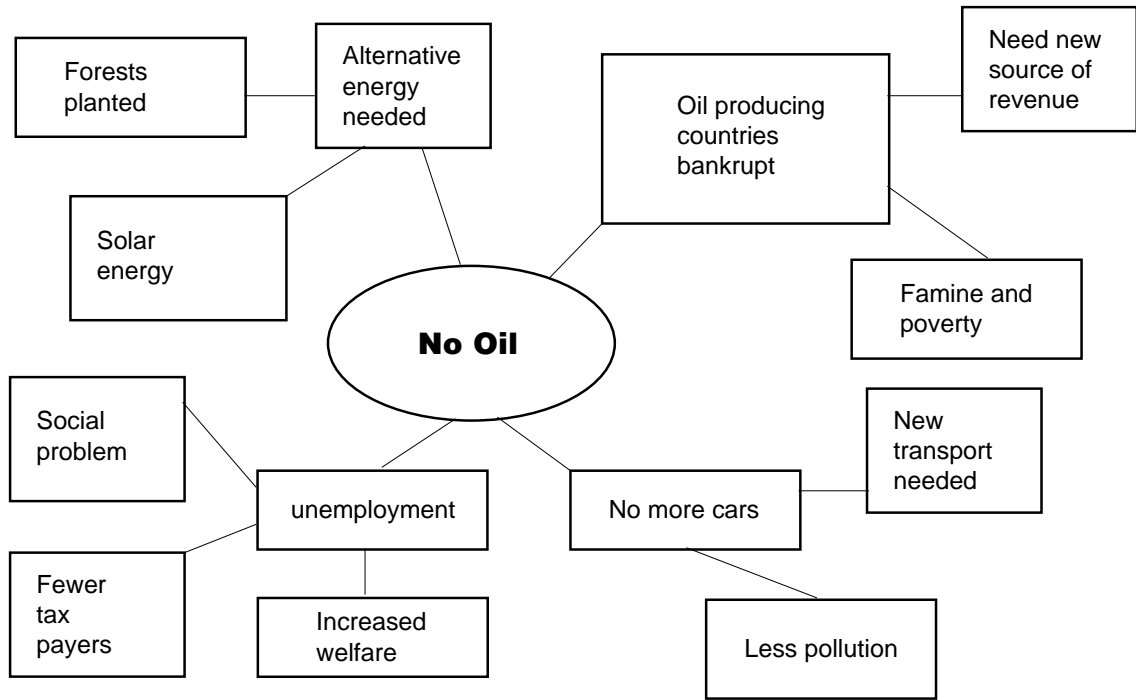 Forests
planted
Alternative
energy
needed
Solar
energy
Oil producing
countries
bankrupt
Need new
source of
revenue
Famine and
poverty
No Oil
Social
problem
unemployment
Fewer
tax
payers
Increased
welfare
No more cars
New
transport
needed
Less pollution